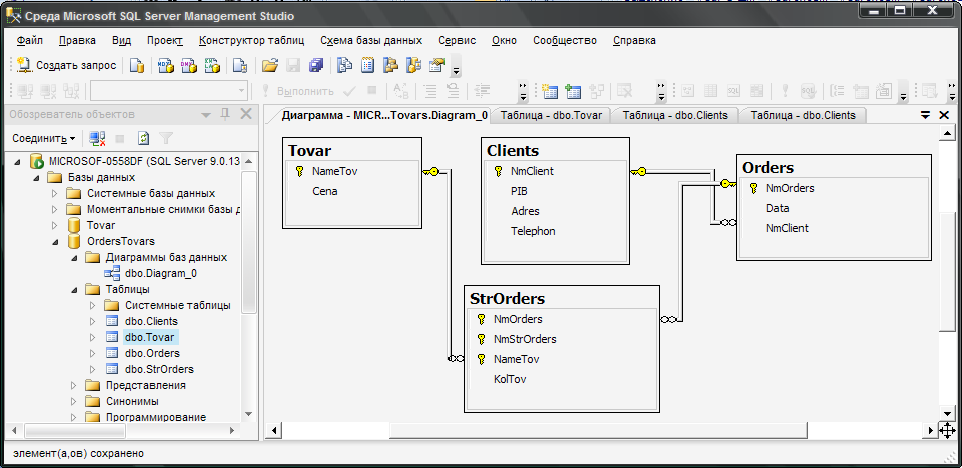 Среда Microsoft SQL Server Management Studio
Файл Правка Вид Проект Конструктор таблиц Схема базы данных Сервис Окно Сообщество Справка
Создать запрос
Выполнить
Обозреватель объектов
Диаграмма - MICR...Tovars.Diagram_0 Таблица - dbo.Tovar Таблица - dbo.Clients Таблица - dbo.Clients
Соединить
MICROSOF-0558DF (SQL Server 9.0.13
Базы данных
Системные базы данных
Моментальные снимки базы д
Tovar
OrdersTovars
Диаграммы баз данных
dbo.Diagram_0
Таблицы
Системные таблицы
dbo.Clients
dbo.Tovar
dbo.Orders
dbo.StrOrders
Представления
Синонимы
Программирование
Tovar
NameTov
Cena
Clients
NmClient
PIB
Adres
Telephon
Orders
NmOrders
Data
NmClient
StrOrders
NmOrders
NmStrOrders
NameTov
KolTov
элемент(а,ов) сохранено